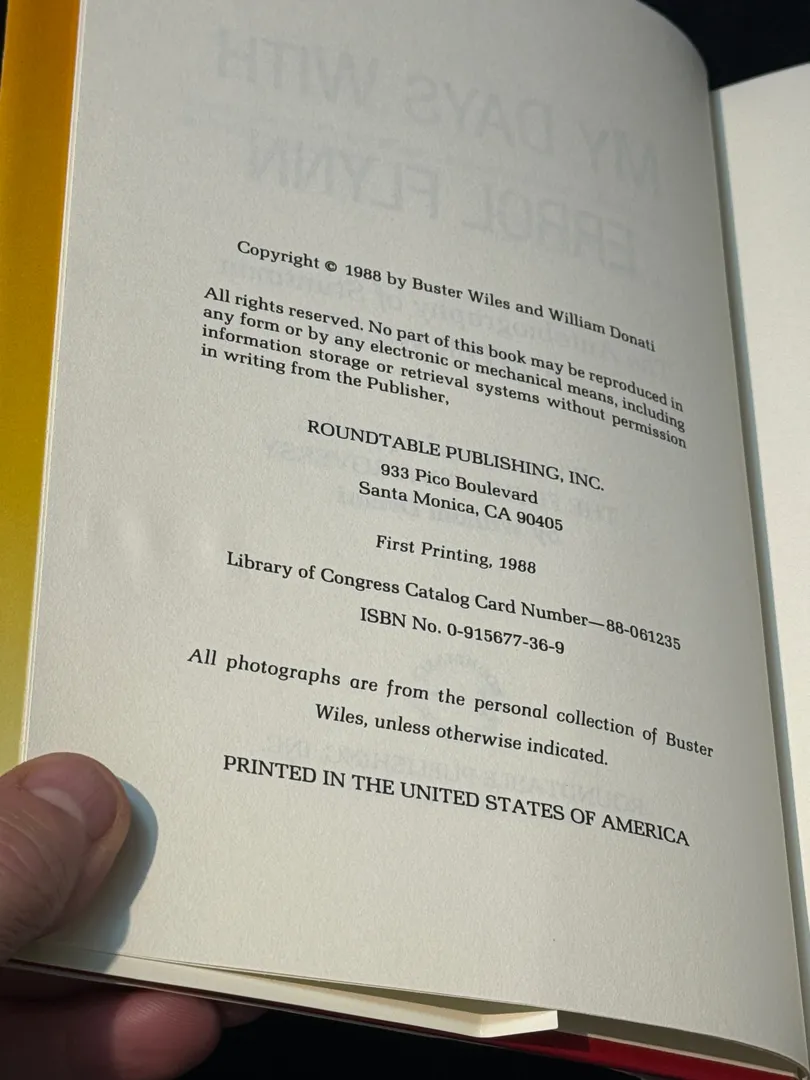 Copyright © 1988 by Buster Wiles and William Donati
All rights reserved. No part of this book may be reproduced in
any form or by any electronic or mechanical means, including
information storage or retrieval systems without permission
in writing from the Publisher,
ROUNDTABLE PUBLISHING, INC.
933 Pico Boulevard
Santa Monica, CA 90405
First Printing, 1988
Library of Congress Catalog Card Number—88-061235
ISBN No. 0-915677-36-9
All photographs are from the personal collection of Buster
Wiles, unless otherwise indicated.
PRINTED IN THE UNITED STATES OF AMERICA